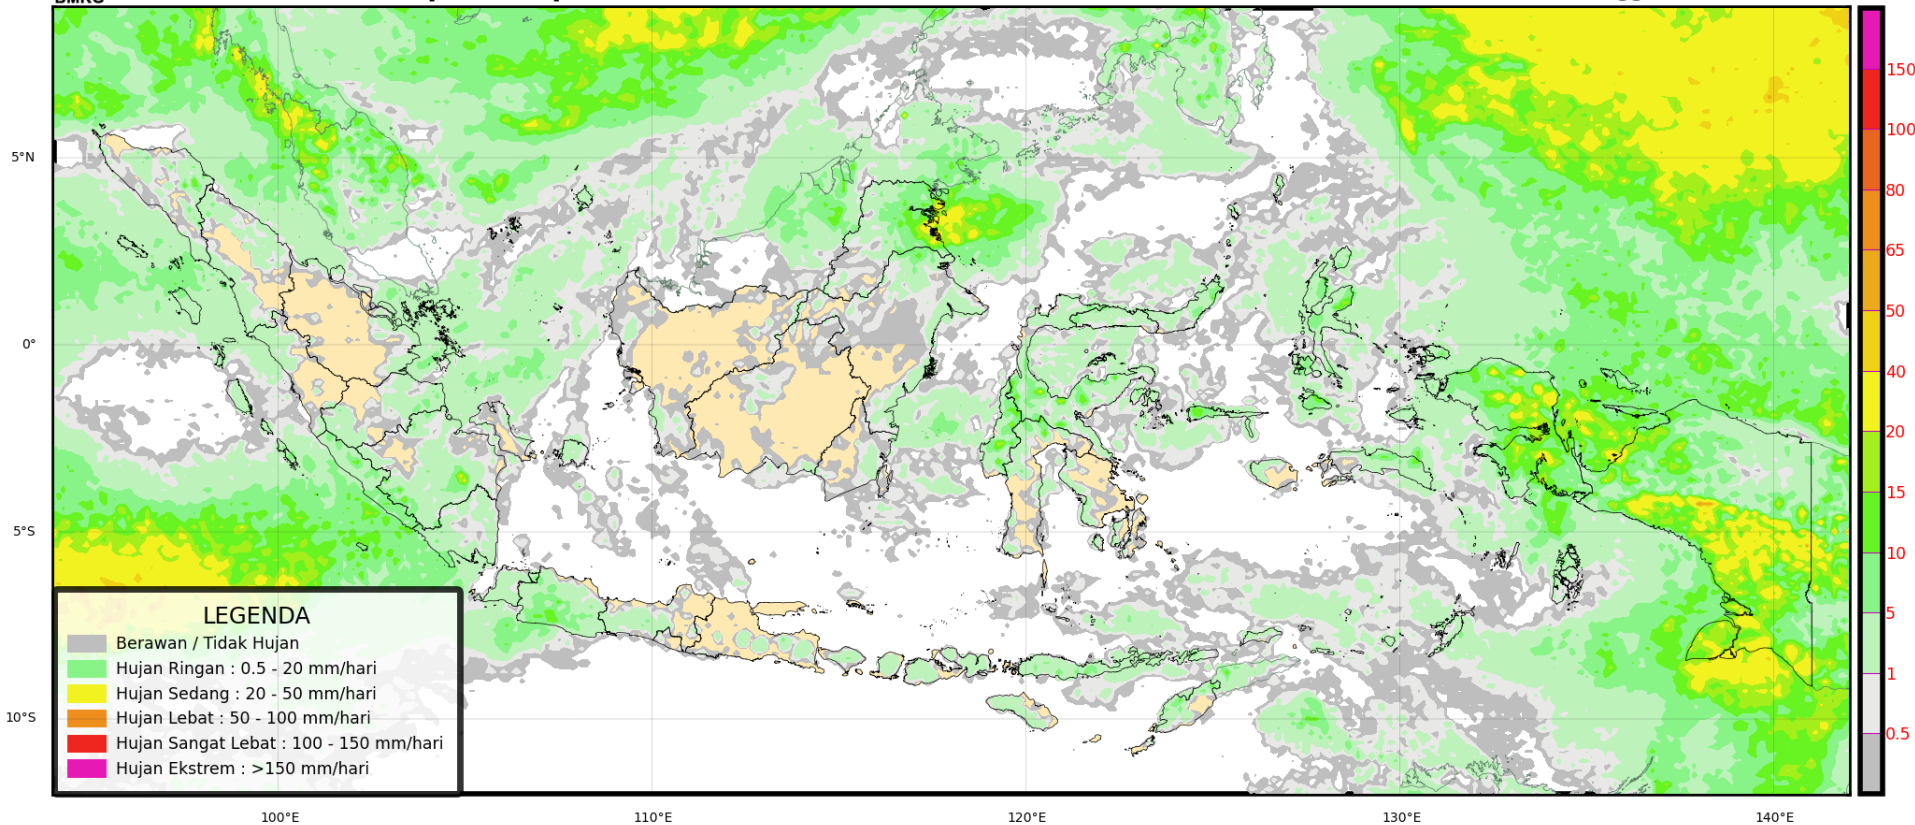 5°N
0°
5°S
10°S
100°E
110°E
120°E
130°E
140°E
LEGENDA
Berawan / Tidak Hujan
Hujan Ringan : 0.5 - 20 mm/hari
Hujan Sedang : 20 - 50 mm/hari
Hujan Lebat : 50 - 100 mm/hari
Hujan Sangat Lebat : 100 - 150 mm/hari
Hujan Ekstrem : >150 mm/hari
150
100
80
65
50
40
20
15
10
5
1
0.5